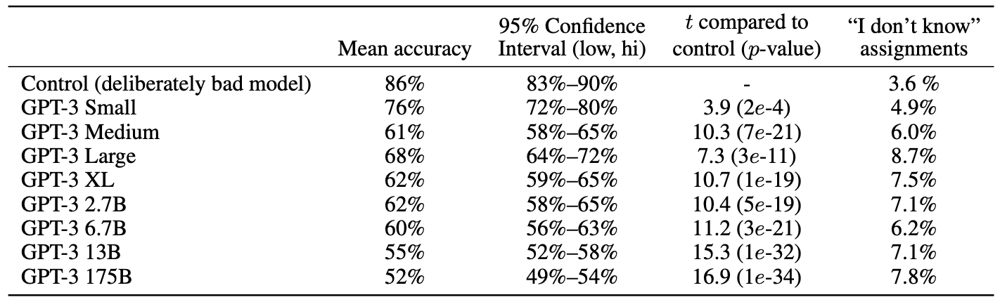 Mean accuracy 95% Confidence Interval (low, hi) t compared to control (p-value) “I don’t know” assignments
Control (deliberately bad model) 86% 83%–90% - 3.6 %
GPT-3 Small 76% 72%–80% 3.9 (2e-4) 4.9%
GPT-3 Medium 61% 58%–65% 10.3 (7e-21) 6.0%
GPT-3 Large 68% 64%–72% 7.3 (3e-11) 8.7%
GPT-3 XL 62% 59%–65% 10.7 (1e-19) 7.5%
GPT-3 2.7B 62% 58%–65% 10.4 (5e-19) 7.1%
GPT-3 6.7B 60% 56%–63% 11.2 (3e-21) 6.2%
GPT-3 13B 55% 52%–58% 15.3 (1e-32) 7.1%
GPT-3 175B 52% 49%–54% 16.9 (1e-34) 7.8%